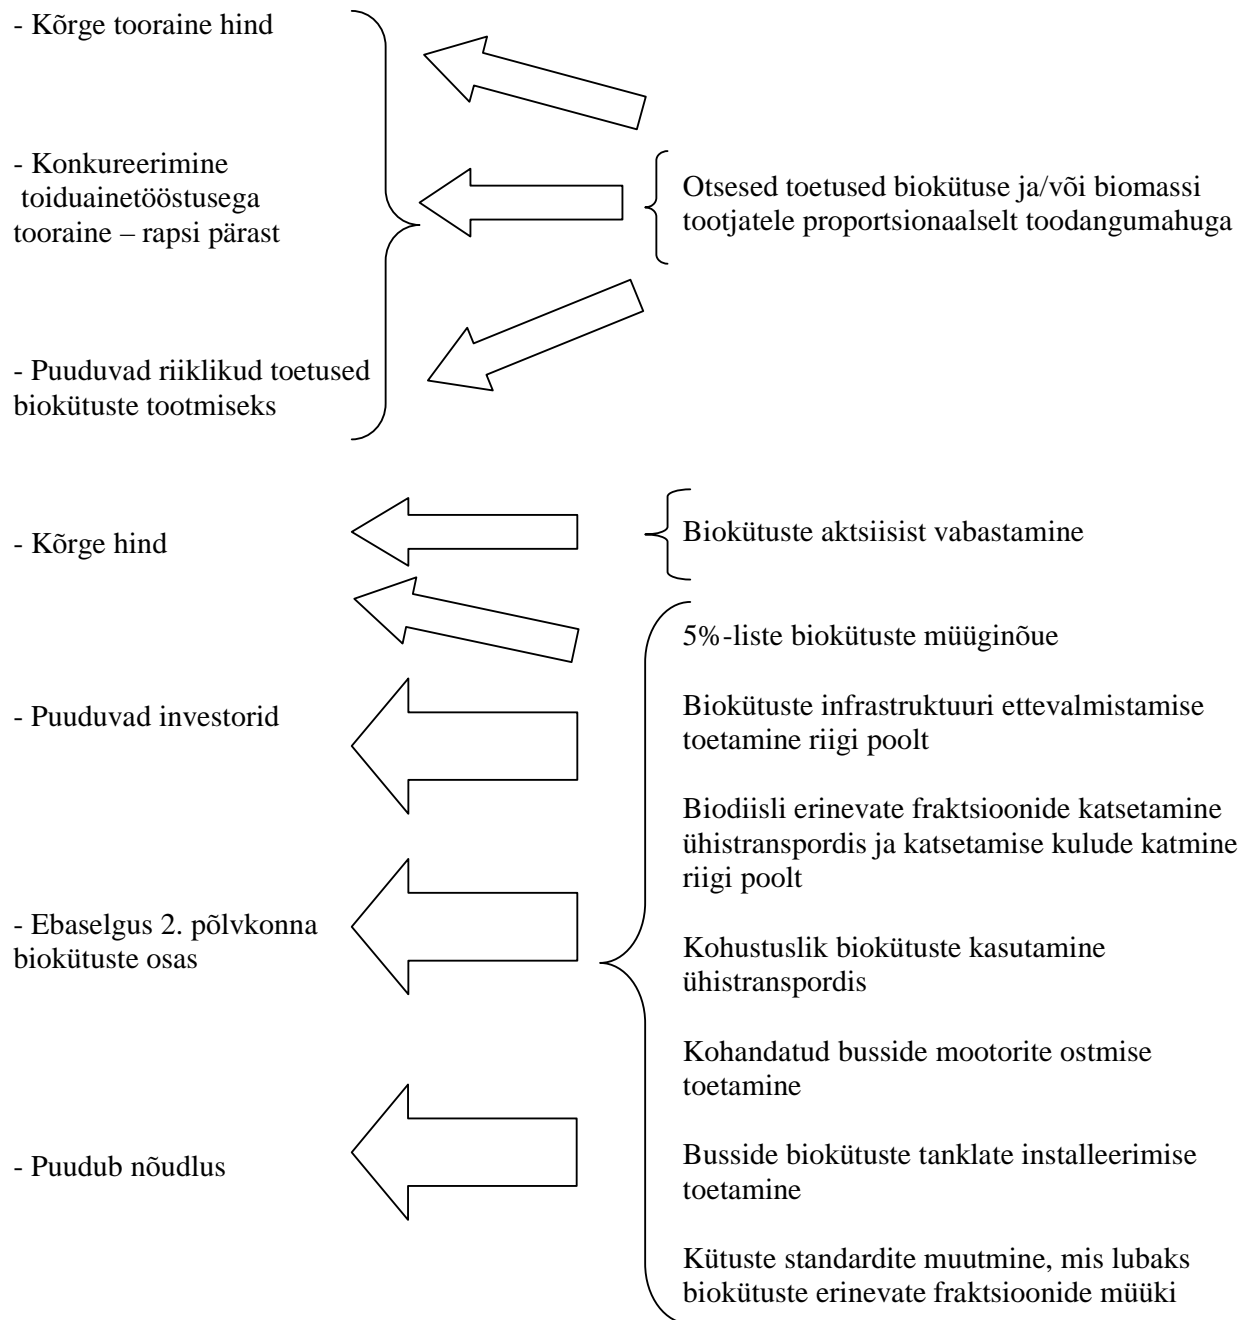 - Kõrge tooraine hind
- Konkureerimine
toiduainetööstusega
tooraine – rapsi pärast
- Puuduvad riiklikud toetused
biokütuste tootmiseks
Otsesed toetused biokütuse ja/või biomassi
tootjatele proportsionaalselt toodangumahuga
- Kõrge hind
- Puuduvad investorid
- Ebaselgus 2. põlvkonna
biokütuste osas
- Puudub nõudlus
Biokütuste aktsiisist vabastamine
5%-liste biokütuste müüginõue
Biokütuste infrastruktuuri ettevalmistamise
toetamine riigi poolt
Biodiisli erinevate fraktsioonide katsetamine
ühistranspordis ja katsetamise kulude katmine
riigi poolt
Kohustuslik biokütuste kasutamine
ühistranspordis
Kohandatud busside mootorite ostmise
toetamine
Busside biokütuste tanklate installeerimise
toetamine
Kütuste standardite muutmine, mis lubaks
biokütuste erinevate fraktsioonide müüki